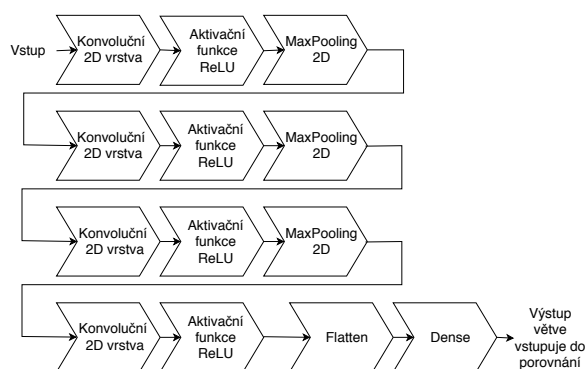 Vstup
Konvoluční
2D vrstva
Aktivační
funkce
ReLU
MaxPooling
2D
Konvoluční
2D vrstva
Aktivační
funkce
ReLU
MaxPooling
2D
Konvoluční
2D vrstva
Aktivační
funkce
ReLU
MaxPooling
2D
Konvoluční
2D vrstva
Aktivační
funkce
ReLU
Flatten
Dense
Výstup
větve
vstupuje do
porovnání